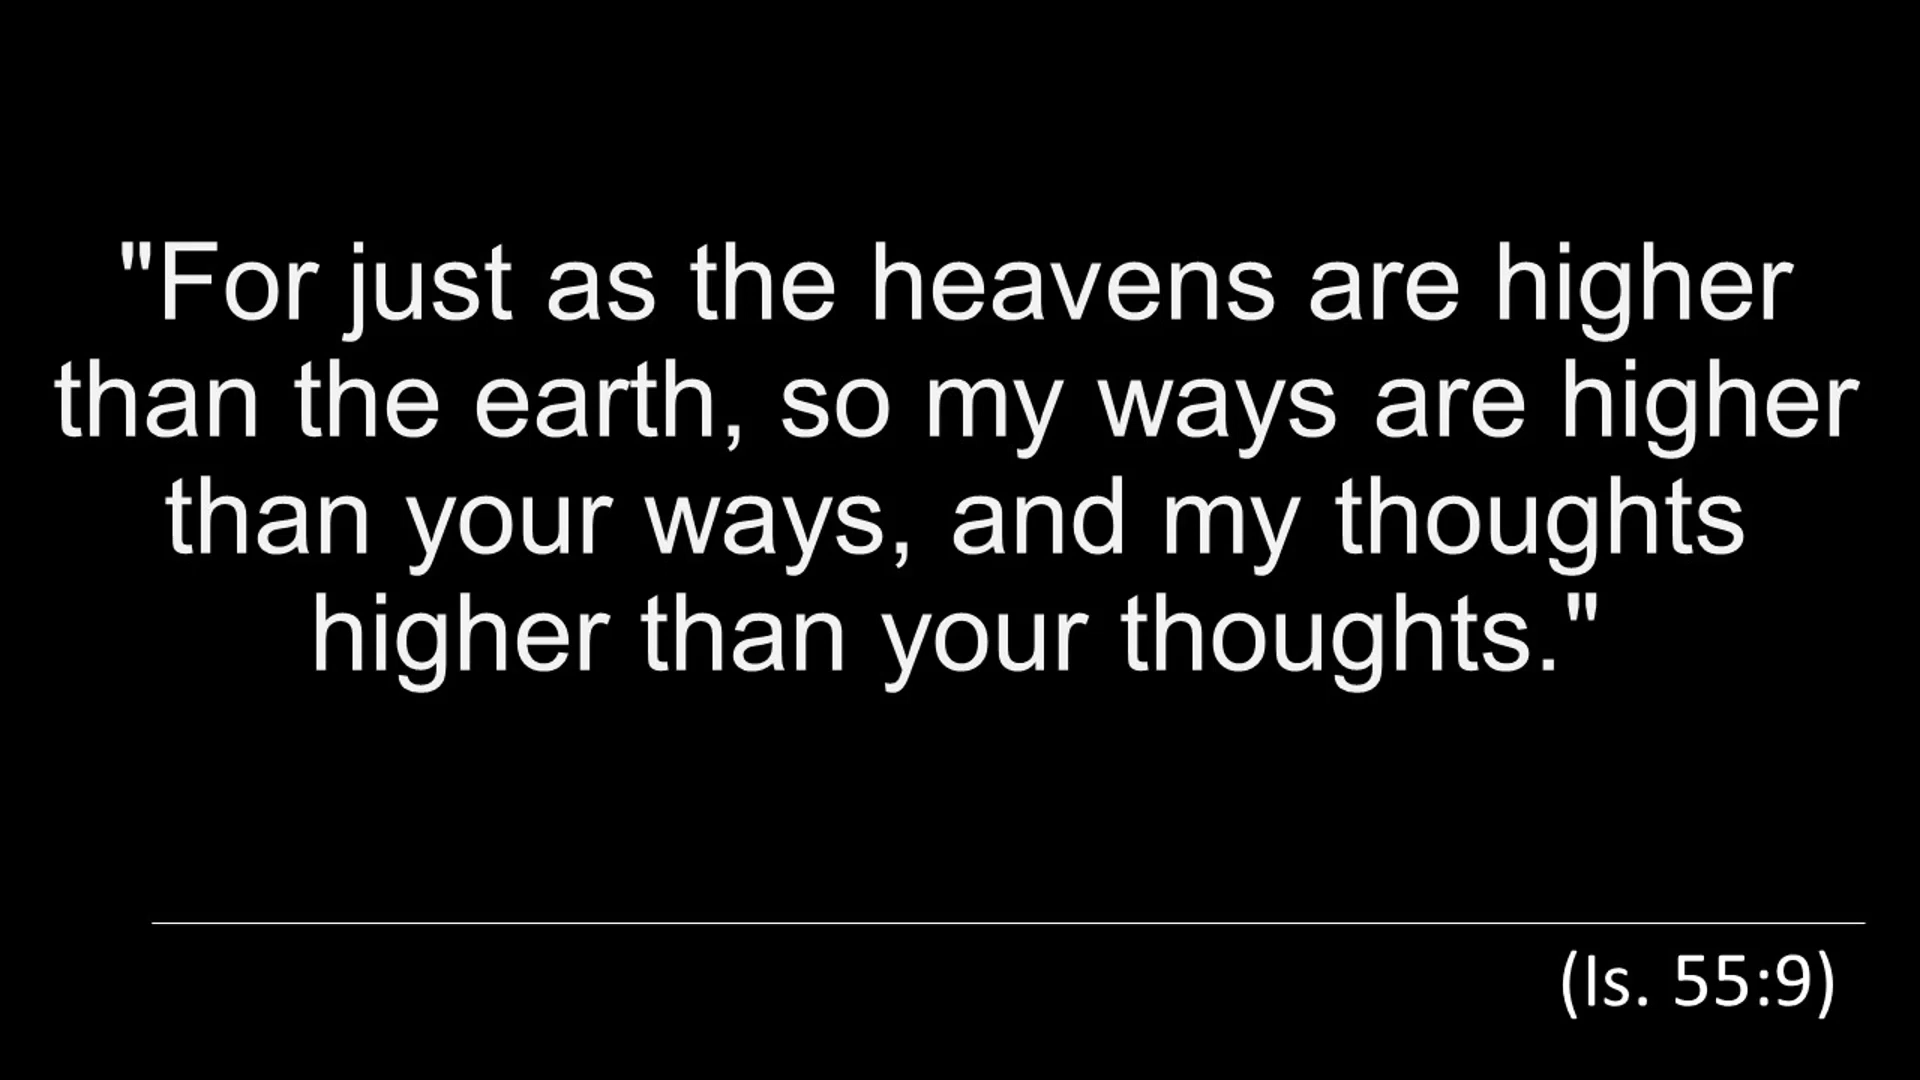 "For just as the heavens are higher
than the earth, so my ways are higher
than your ways, and my thoughts
higher than your thoughts."
(Is. 55:9)